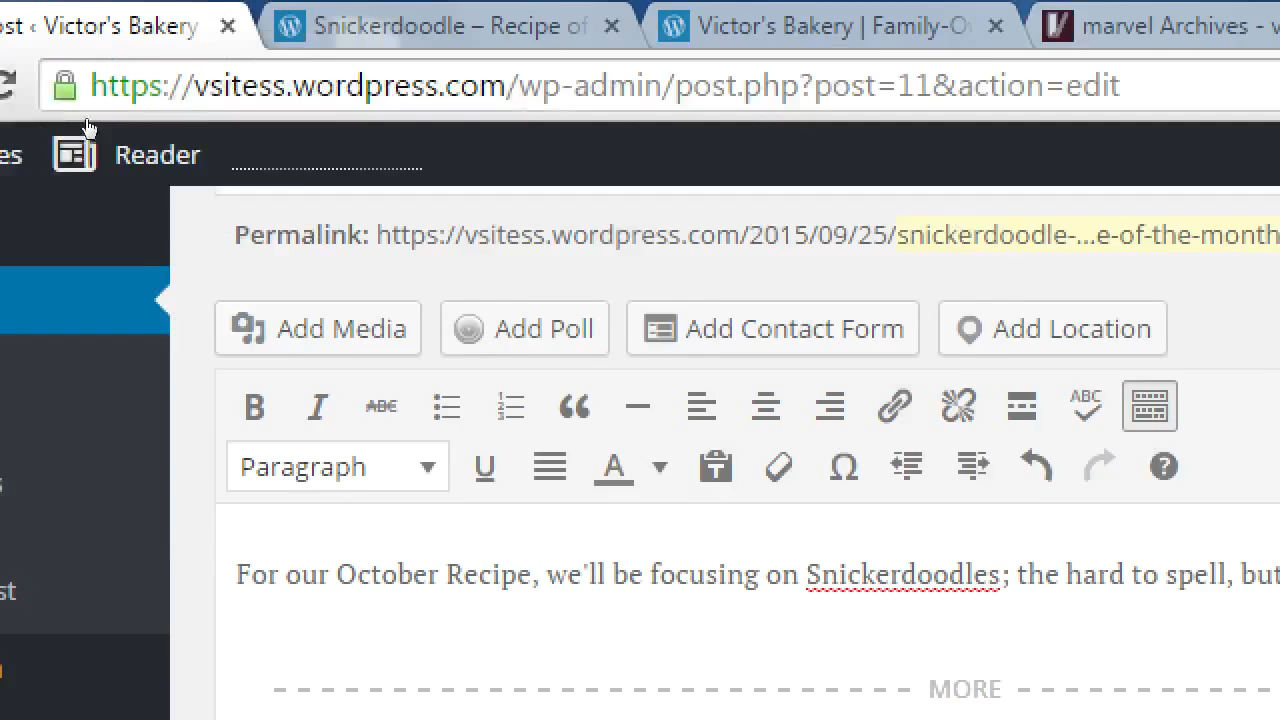 ost ‹ Victor's Bakery
Snickerdoodle – Recipe of
Victor's Bakery | Family-O
marvel Archives - v
https://vsitess.wordpress.com/wp-admin/post.php?post=11&action=edit
es
Reader
Permalink: https://vsitess.wordpress.com/2015/09/25/snickerdoodle-...e-of-the-month
Add Media
Add Poll
Add Contact Form
Add Location
B I ABC ABC
Paragraph U A T Ω ?
s
For our October Recipe, we'll be focusing on Snickerdoodles; the hard to spell, but
st
MORE